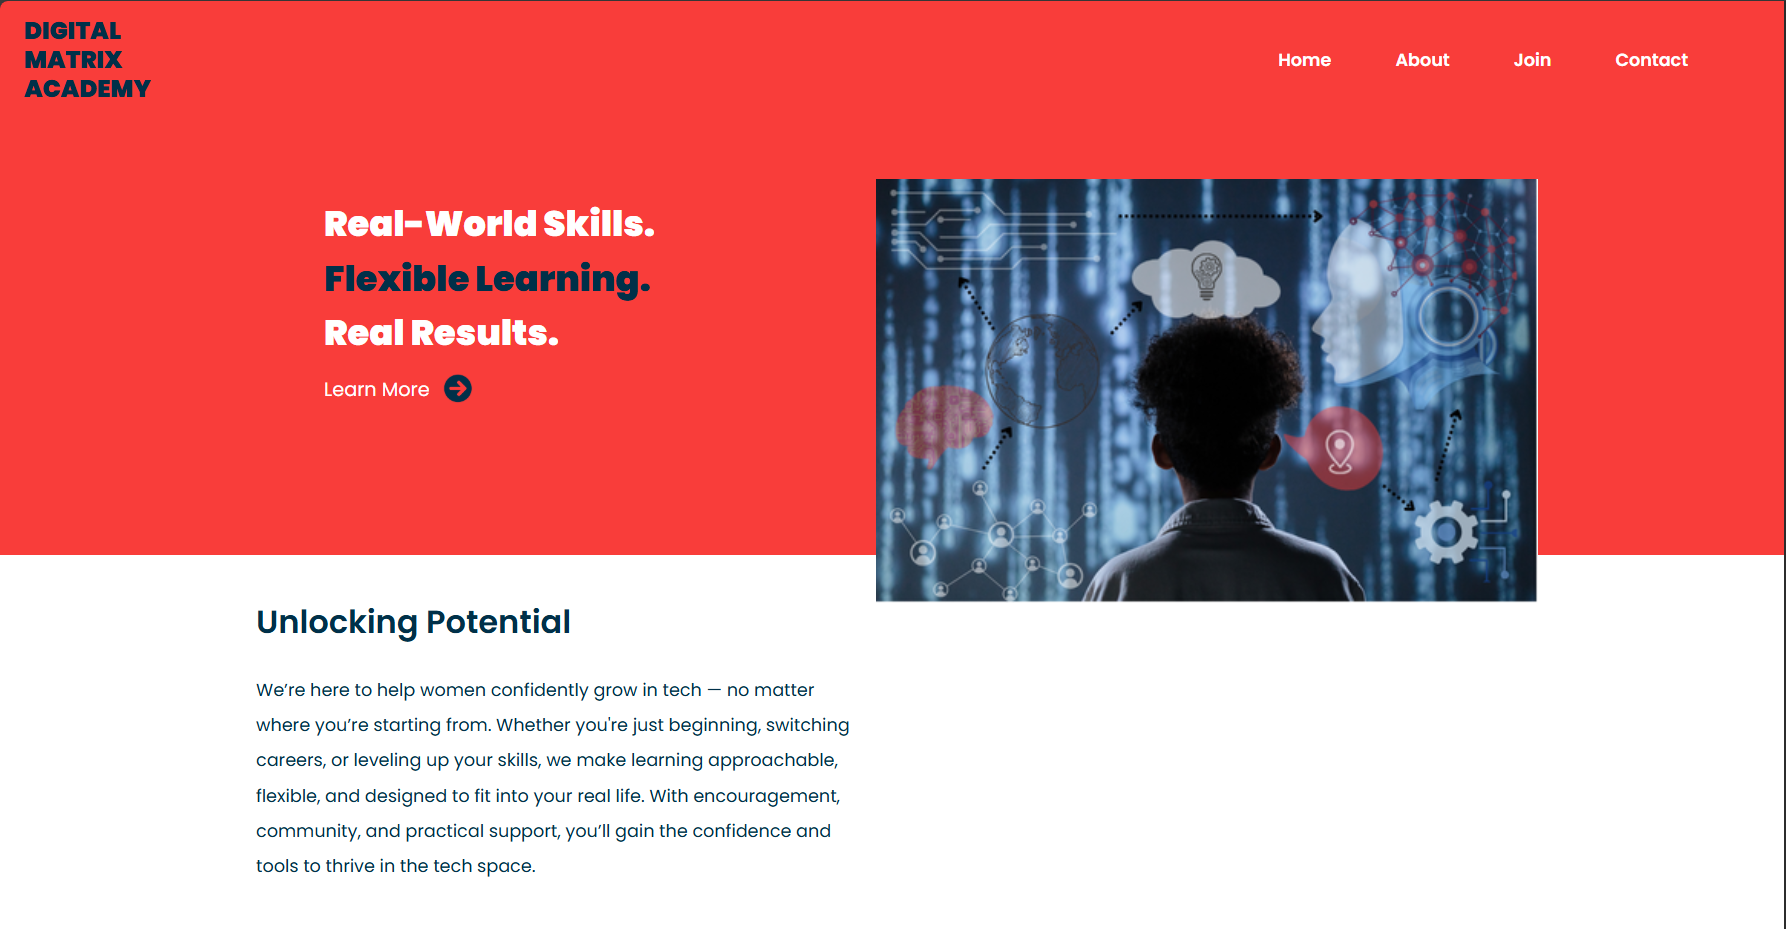 DIGITAL
MATRIX
ACADEMY
Home About Join Contact
Real-World Skills.
Flexible Learning.
Real Results.
Learn More
Unlocking Potential
We’re here to help women confidently grow in tech — no matter
where you’re starting from. Whether you're just beginning, switching
careers, or leveling up your skills, we make learning approachable,
flexible, and designed to fit into your real life. With encouragement,
community, and practical support, you’ll gain the confidence and
tools to thrive in the tech space.